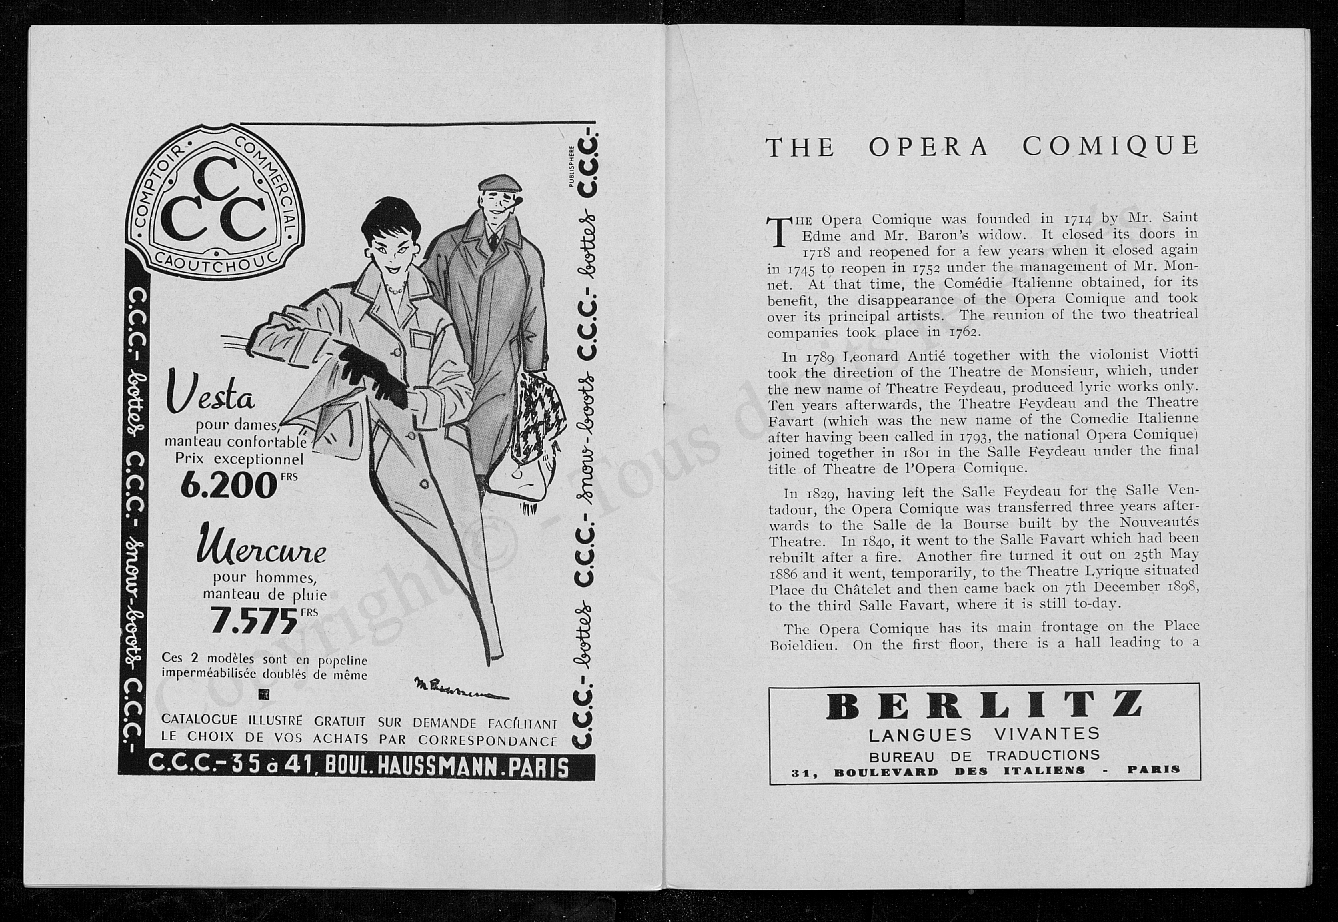 COMPTOIR · COMMERCIAL · CAOUTCHOUC
C
C C
PUBLISPHÈRE
C.C.C.- bottes C.C.C.- snow-boots C.C.C.-
C.C.C.- bottes C.C.C.- snow-boots C.C.C.- bottes C.C.C.-
Vesta
pour dames,
manteau confortable
Prix exceptionnel
6.200 FRS
Mercure
pour hommes,
manteau de pluie
7.575 FRS
Ces 2 modèles sont en popeline
imperméabilisée doublés de même
CATALOGUE ILLUSTRÉ GRATUIT SUR DEMANDE FACILITANT
LE CHOIX DE VOS ACHATS PAR CORRESPONDANCE
C.C.C.-35 à 41, BOUL. HAUSSMANN.PARIS
THE OPERA COMIQUE
THE Opera Comique was founded in 1714 by Mr. Saint
Edme and Mr. Baron's widow. It closed its doors in
1718 and reopened for a few years when it closed again
in 1745 to reopen in 1752 under the management of Mr. Mon-
net. At that time, the Comédie Italienne obtained, for its
benefit, the disappearance of the Opera Comique and took
over its principal artists. The reunion of the two theatrical
companies took place in 1762.
In 1789 Leonard Antié together with the violonist Viotti
took the direction of the Theatre de Monsieur, which, under
the new name of Theatre Feydeau, produced lyric works only.
Ten years afterwards, the Theatre Feydeau and the Theatre
Favart (which was the new name of the Comedie Italienne
after having been called in 1793, the national Opera Comique)
joined together in 1801 in the Salle Feydeau under the final
title of Theatre de l'Opera Comique.
In 1829, having left the Salle Feydeau for the Salle Ven-
tadour, the Opera Comique was transferred three years after-
wards to the Salle de la Bourse built by the Nouveautés
Theatre. In 1840, it went to the Salle Favart which had been
rebuilt after a fire. Another fire turned it out on 25th May
1886 and it went, temporarily, to the Theatre Lyrique situated
Place du Châtelet and then came back on 7th December 1898,
to the third Salle Favart, where it is still to-day.
The Opera Comique has its main frontage on the Place
Boieldieu. On the first floor, there is a hall leading to a
BERLITZ
LANGUES VIVANTES
BUREAU DE TRADUCTIONS
31, BOULEVARD DES ITALIENS - PARIS
Copyright © - Tous droits